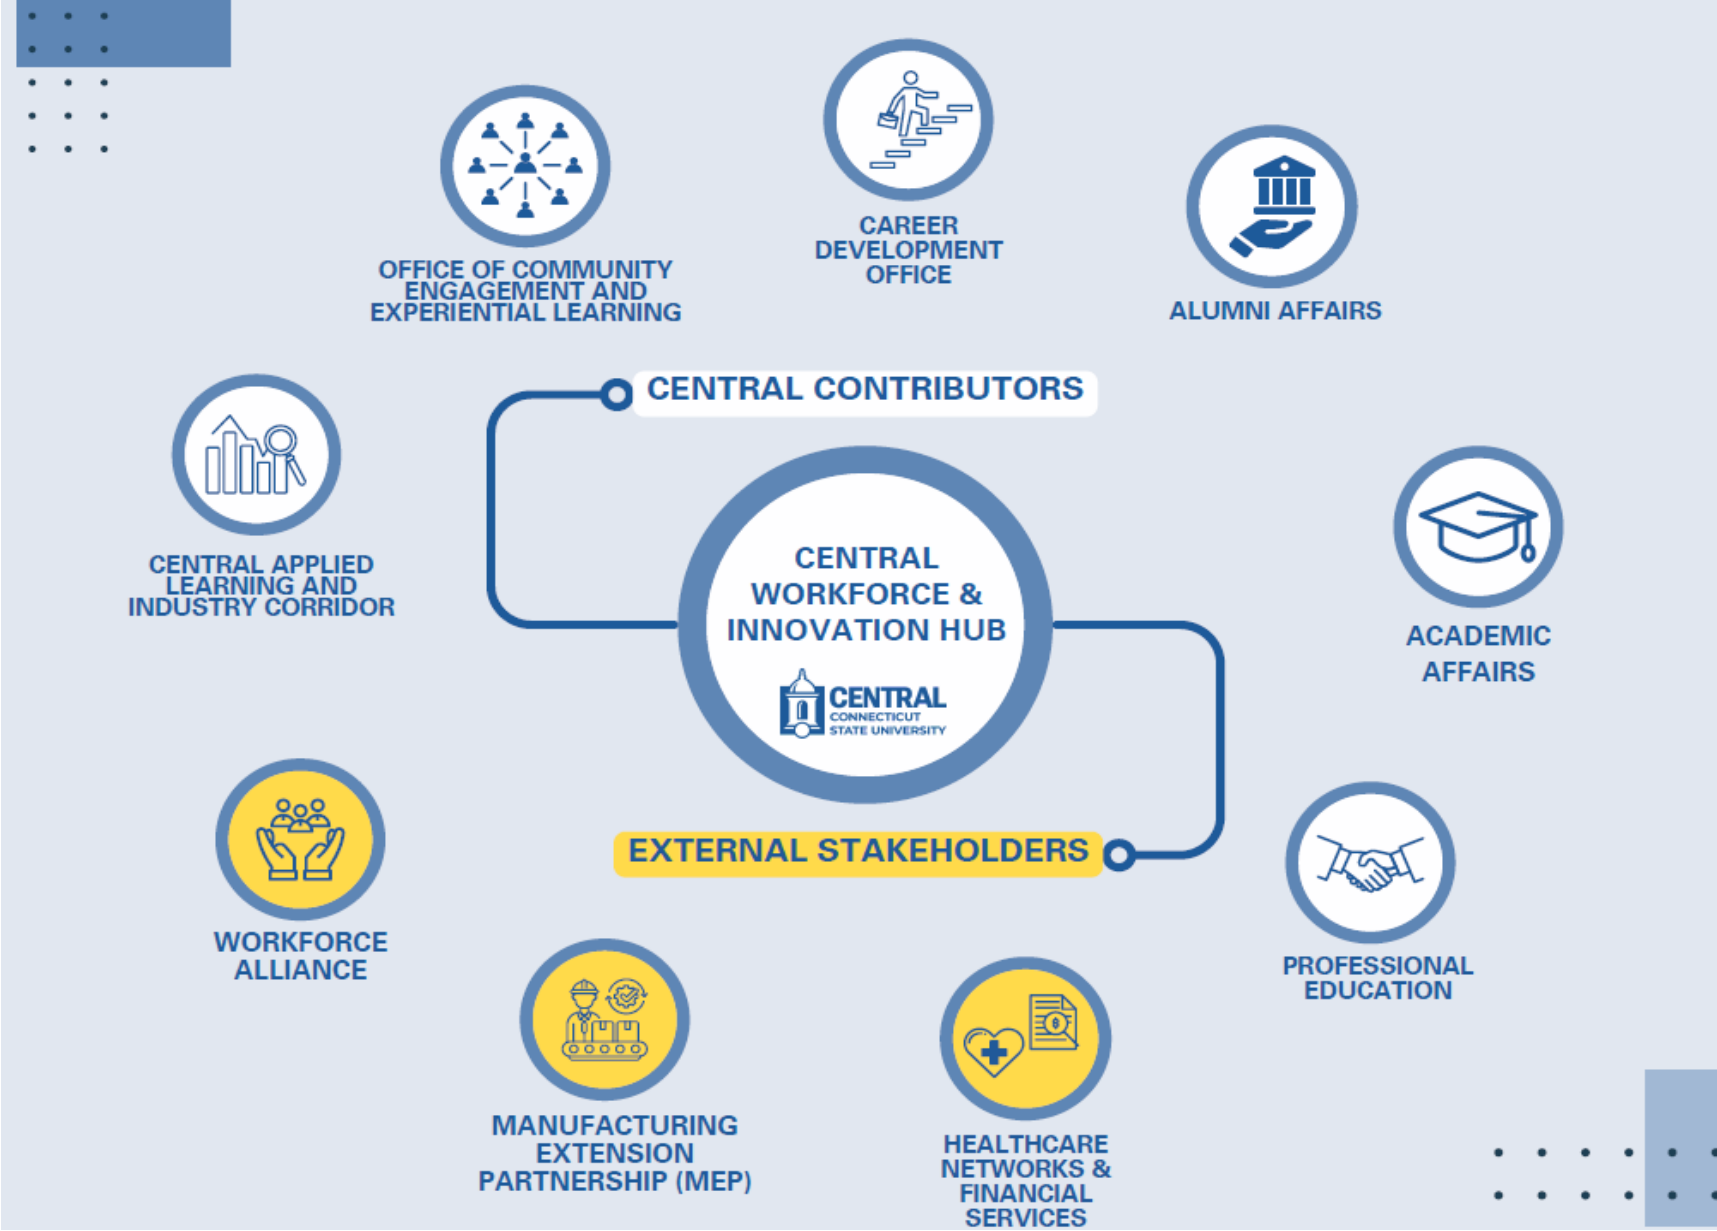 CAREER
DEVELOPMENT
OFFICE
OFFICE OF COMMUNITY
ENGAGEMENT AND
EXPERIENTIAL LEARNING
ALUMNI AFFAIRS
CENTRAL CONTRIBUTORS
CENTRAL APPLIED
LEARNING AND
INDUSTRY CORRIDOR
CENTRAL
WORKFORCE &
INNOVATION HUB
CENTRAL
CONNECTICUT
STATE UNIVERSITY
ACADEMIC
AFFAIRS
EXTERNAL STAKEHOLDERS
WORKFORCE
ALLIANCE
PROFESSIONAL
EDUCATION
MANUFACTURING
EXTENSION
PARTNERSHIP (MEP)
HEALTHCARE
NETWORKS &
FINANCIAL
SERVICES